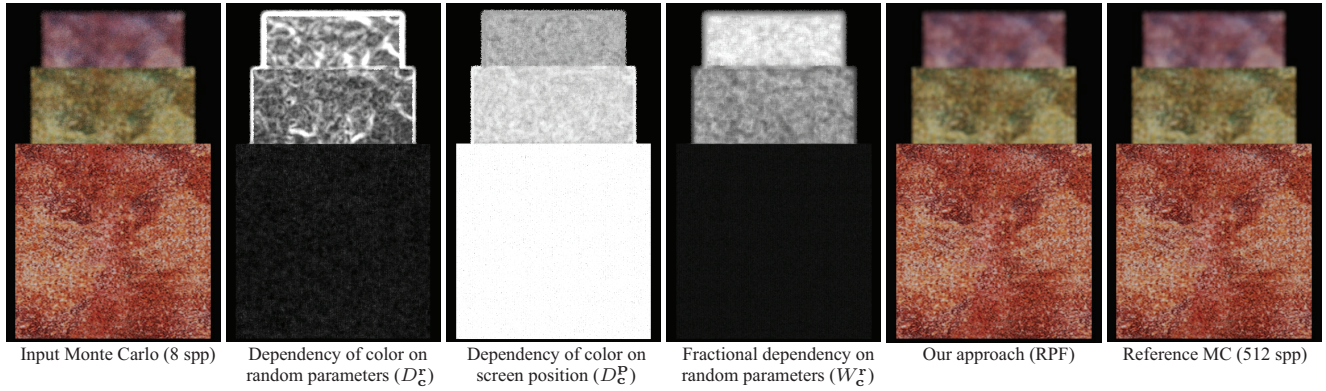 Input Monte Carlo (8 spp)
Dependency of color on
random parameters (D_c^r)
Dependency of color on
screen position (D_c^P)
Fractional dependency on
random parameters (W_c^r)
Our approach (RPF)
Reference MC (512 spp)